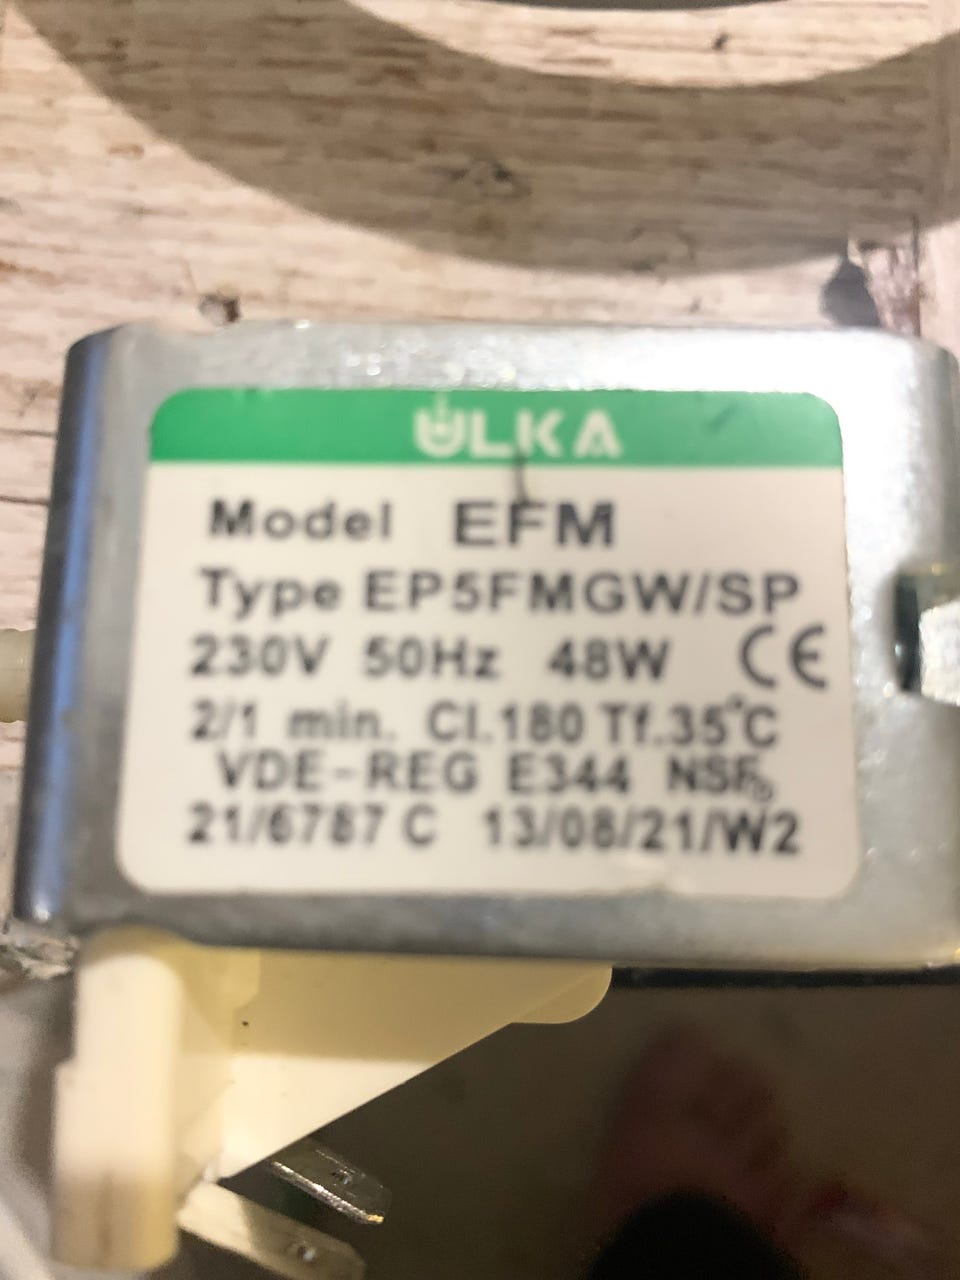 ULKA
Model EFM
Type EP5FMGW/SP
230V 50Hz 48W CE
2/1 min. Cl.180 Tf.35°C
VDE-REG E344 NSF®
21/6787 C 13/08/21/W2